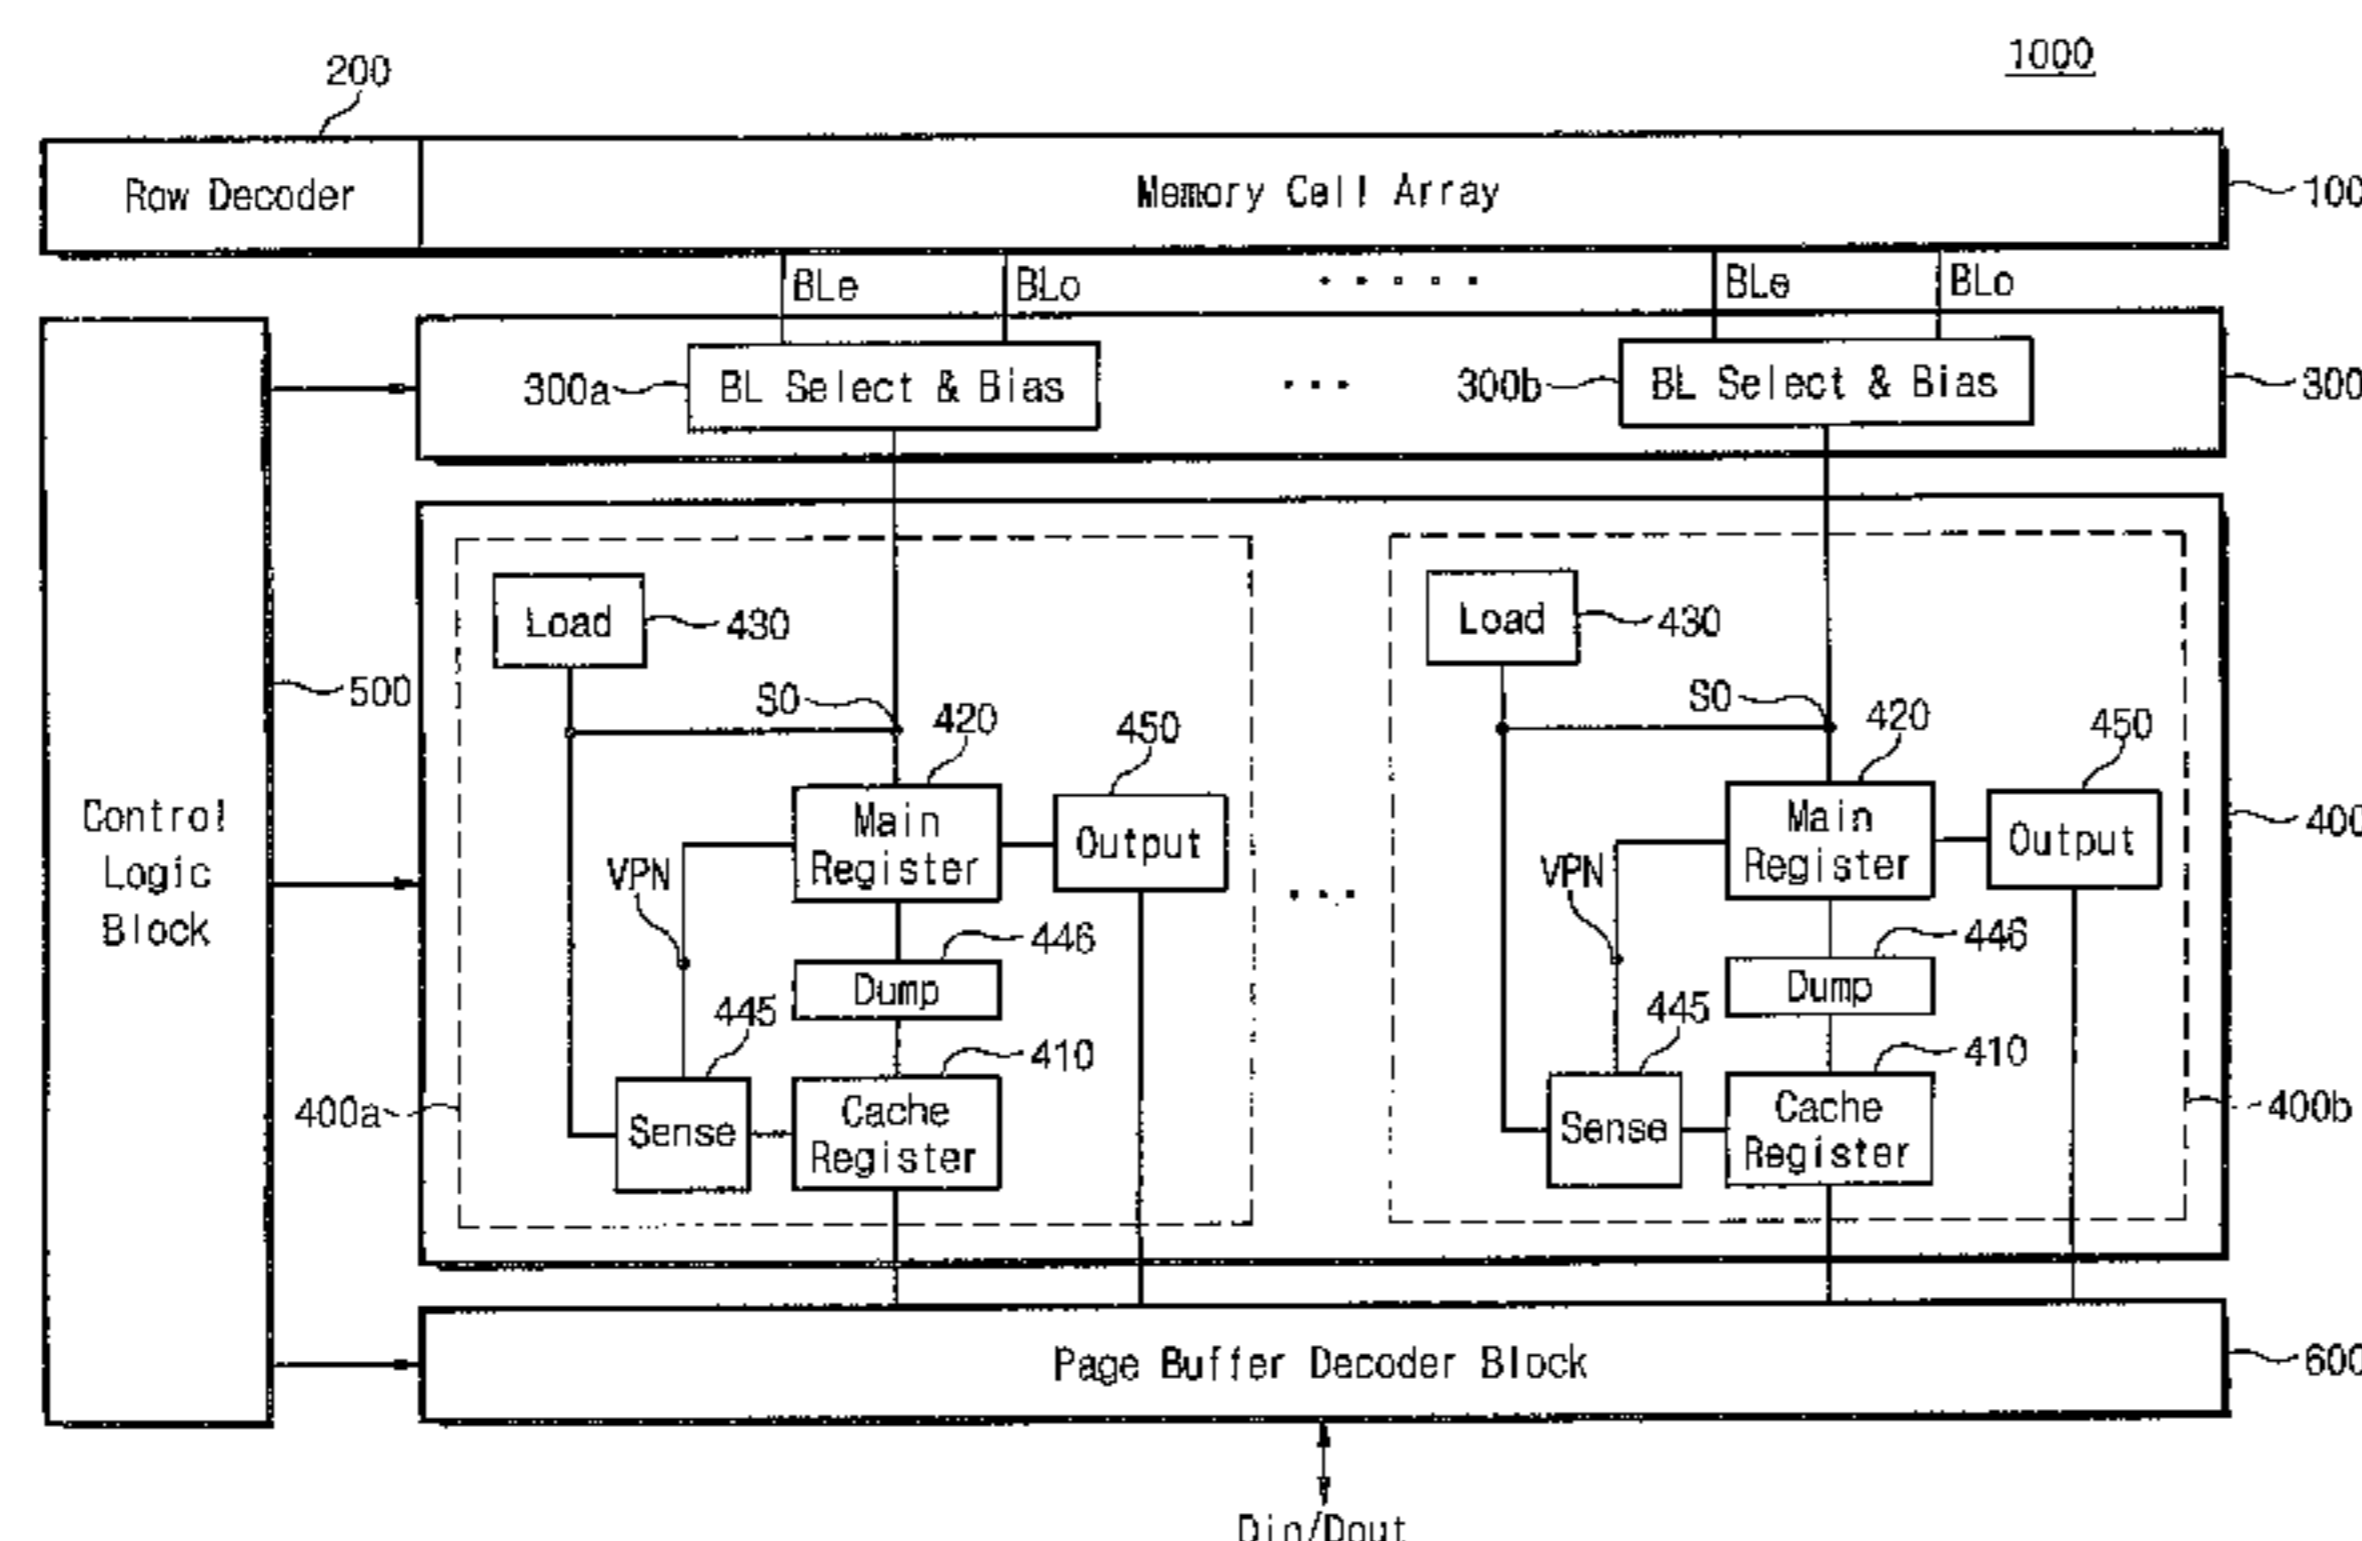 1000
200
Row Decoder
Memory Cell Array
100
BLe
BLo
BLe
BLo
300a
BL Select & Bias
300b
BL Select & Bias
300
Load
430
Load
430
500
SO
420
450
SO
420
450
Control
Logic
Block
Main
Register
Output
VPN
Main
Register
Output
VPN
400
446
Dump
446
Dump
445
410
445
410
400a
Sense
Cache
Register
Sense
Cache
Register
400b
Page Buffer Decoder Block
600
Din/Dout